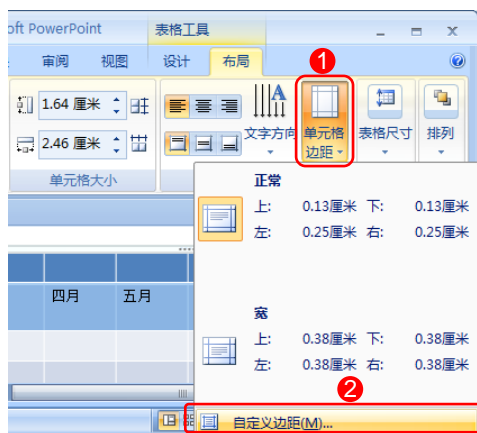 oft PowerPoint 表格工具
审阅 视图 设计 布局
1
1.64 厘米
2.46 厘米
文字方向 单元格边距 表格尺寸 排列
单元格大小
正常
上: 0.13厘米 下: 0.13厘米
左: 0.25厘米 右: 0.25厘米
四月 五月
宽
上: 0.38厘米 下: 0.38厘米
左: 0.38厘米 右: 0.38厘米
2
自定义边距(M)...